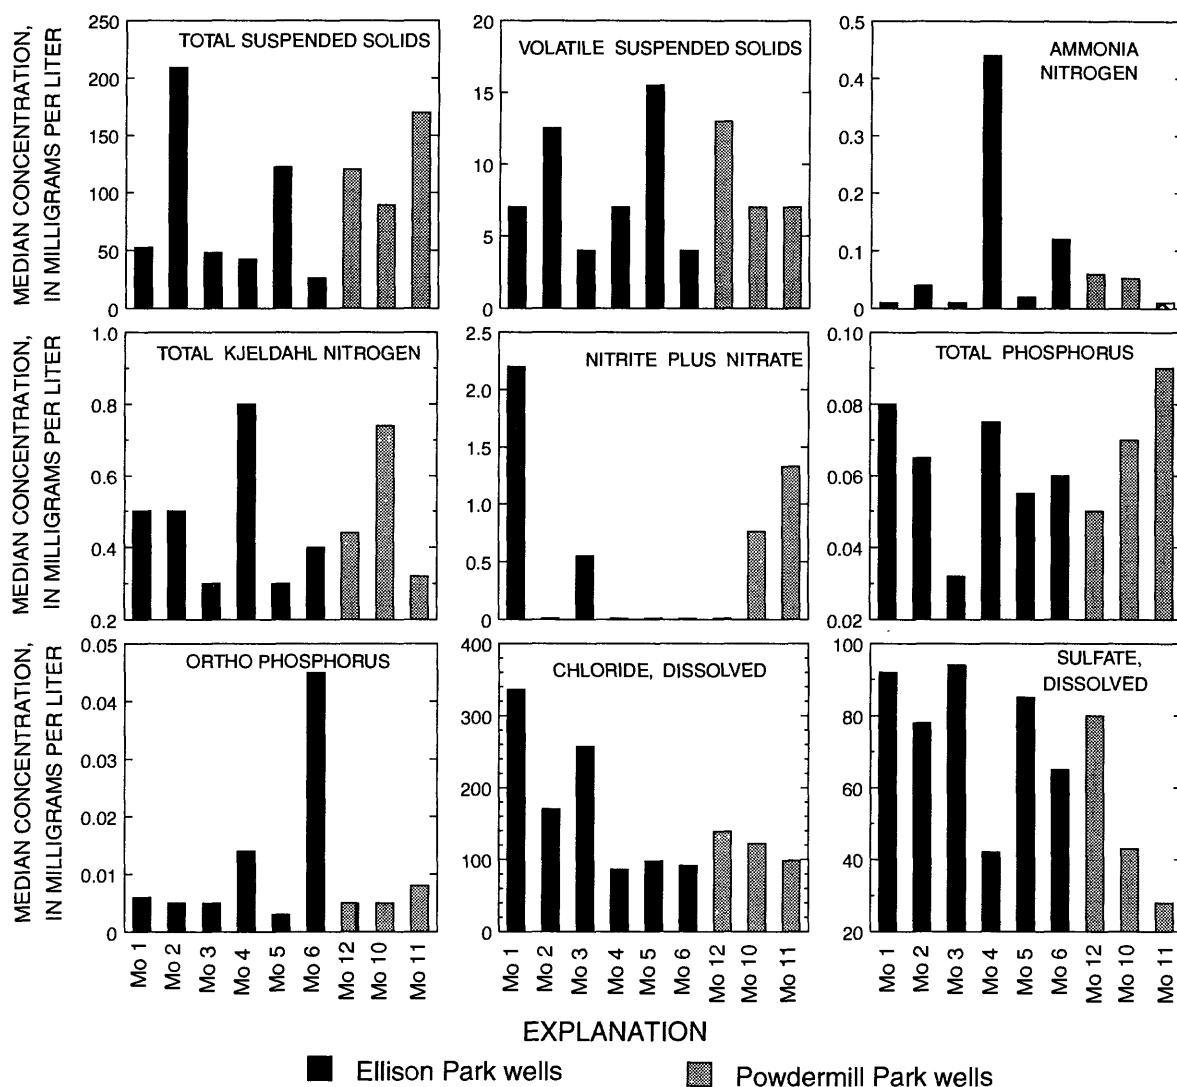 MEDIAN CONCENTRATION,
IN MILLIGRAMS PER LITER
250
200
150
100
50
0
TOTAL SUSPENDED SOLIDS
20
15
10
5
0
VOLATILE SUSPENDED SOLIDS
0.5
0.4
0.3
0.2
0.1
0
AMMONIA
NITROGEN
MEDIAN CONCENTRATION,
IN MILLIGRAMS PER LITER
1.0
0.8
0.6
0.4
0.2
TOTAL KJELDAHL NITROGEN
2.5
2.0
1.5
1.0
0.5
0
NITRITE PLUS NITRATE
0.10
0.08
0.06
0.04
0.02
TOTAL PHOSPHORUS
MEDIAN CONCENTRATION,
IN MILLIGRAMS PER LITER
0.05
0.04
0.03
0.02
0.01
0
ORTHO PHOSPHORUS
400
300
200
100
0
CHLORIDE, DISSOLVED
100
80
60
40
20
SULFATE,
DISSOLVED
Mo 1
Mo 2
Mo 3
Mo 4
Mo 5
Mo 6
Mo 12
Mo 10
Mo 11
Mo 1
Mo 2
Mo 3
Mo 4
Mo 5
Mo 6
Mo 12
Mo 10
Mo 11
Mo 1
Mo 2
Mo 3
Mo 4
Mo 5
Mo 6
Mo 12
Mo 10
Mo 11
EXPLANATION
Ellison Park wells
Powdermill Park wells